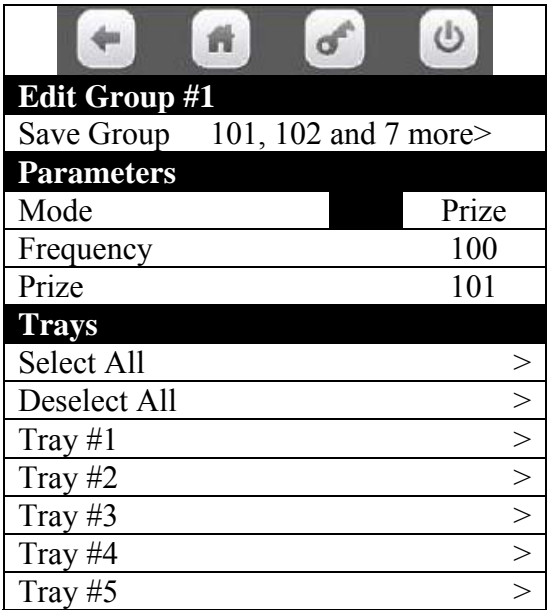 Edit Group #1
Save Group 101, 102 and 7 more>
Parameters
Mode Prize
Frequency 100
Prize 101
Trays
Select All >
Deselect All >
Tray #1 >
Tray #2 >
Tray #3 >
Tray #4 >
Tray #5 >